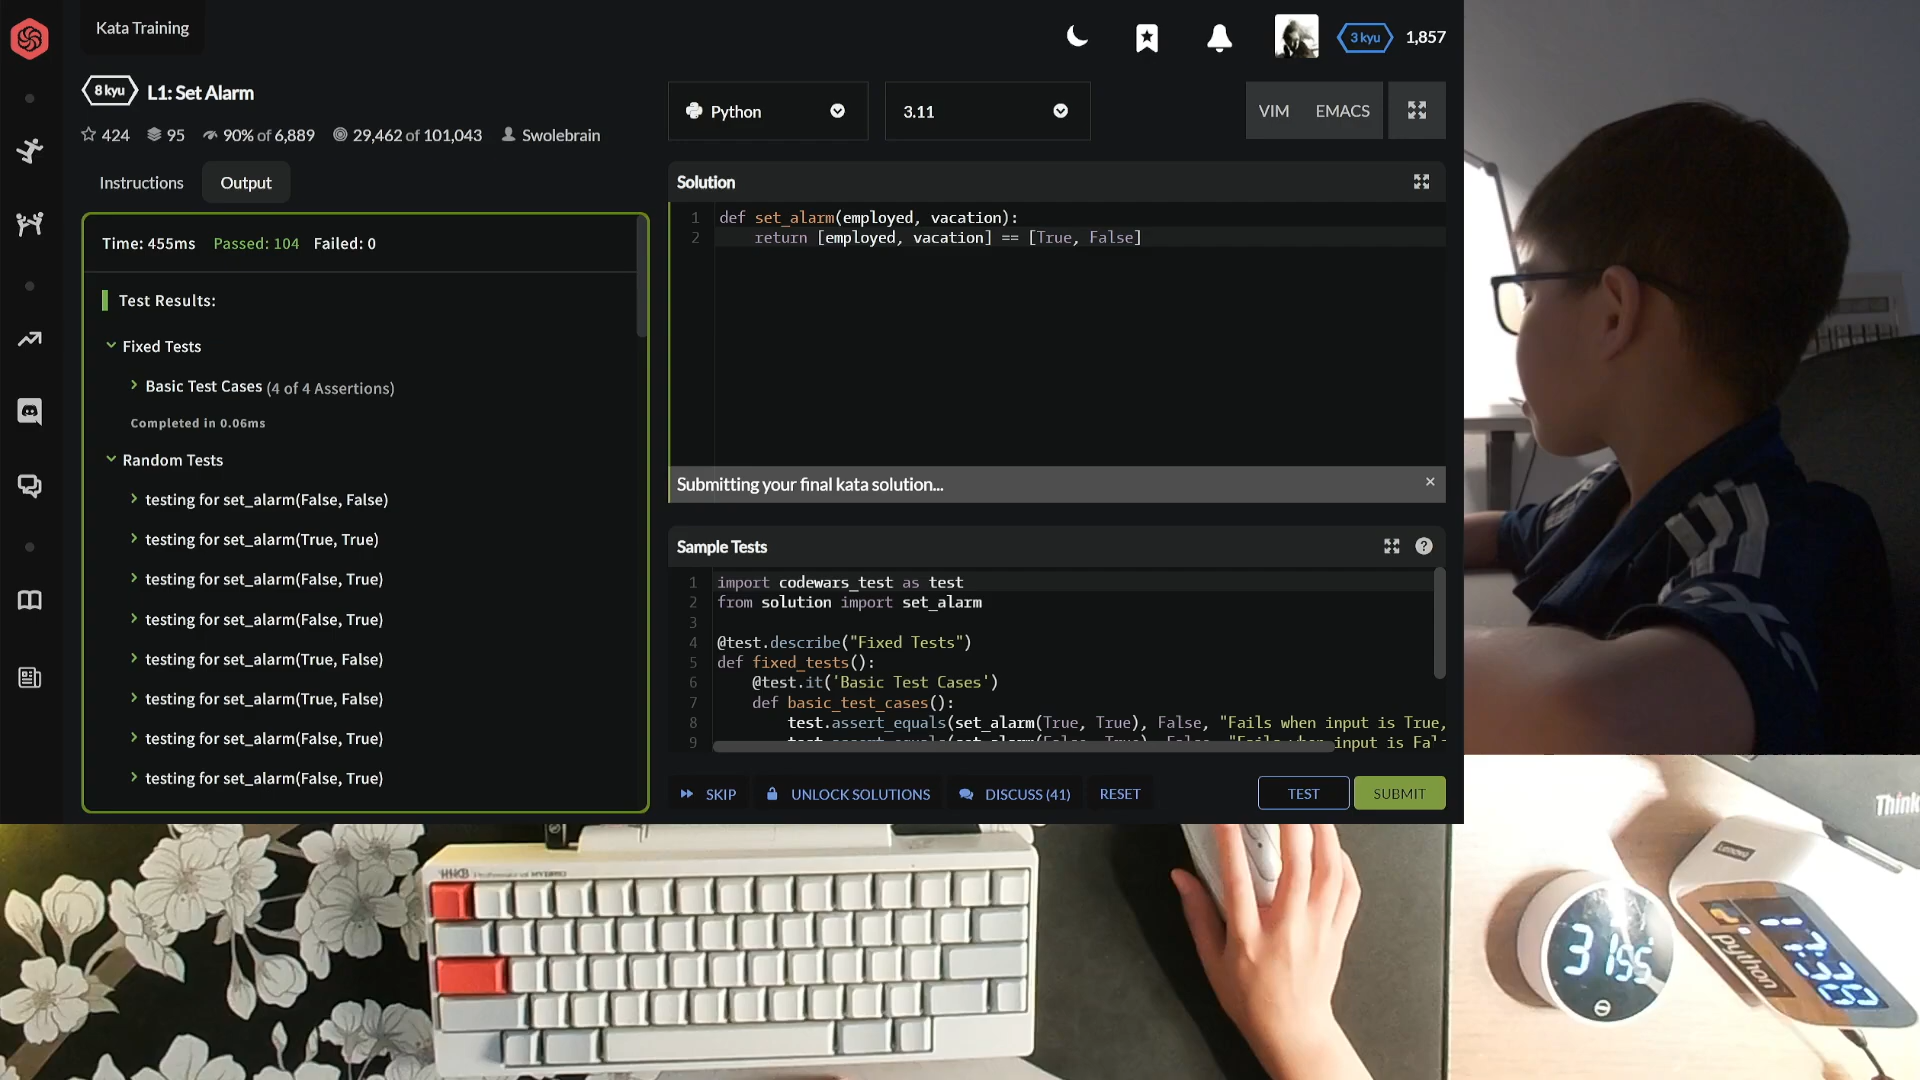 Kata Training
3 kyu
1,857
8 kyu
L1: Set Alarm
424
95
90% of 6,889
29,462 of 101,043
Swolebrain
Instructions
Output
Time: 455ms
Passed: 104
Failed: 0
Test Results:
Fixed Tests
Basic Test Cases (4 of 4 Assertions)
Completed in 0.06ms
Random Tests
testing for set_alarm(False, False)
testing for set_alarm(True, True)
testing for set_alarm(False, True)
testing for set_alarm(False, True)
testing for set_alarm(True, False)
testing for set_alarm(True, False)
testing for set_alarm(False, True)
testing for set_alarm(False, True)
Python
3.11
VIM
EMACS
Solution
1 def set_alarm(employed, vacation):
2 return [employed, vacation] == [True, False]
Submitting your final kata solution...
Sample Tests
1 import codewars_test as test
2 from solution import set_alarm
3
4 @test.describe("Fixed Tests")
5 def fixed_tests():
6 @test.it('Basic Test Cases')
7 def basic_test_cases():
8 test.assert_equals(set_alarm(True, True), False, "Fails when input is True,
9 test.assert_equals(set_alarm(False, True), False, "Fails when input is Fal
SKIP
UNLOCK SOLUTIONS
DISCUSS (41)
RESET
TEST
SUBMIT
HHKB Professional HYBRID
Think
Lenovo
python
3195